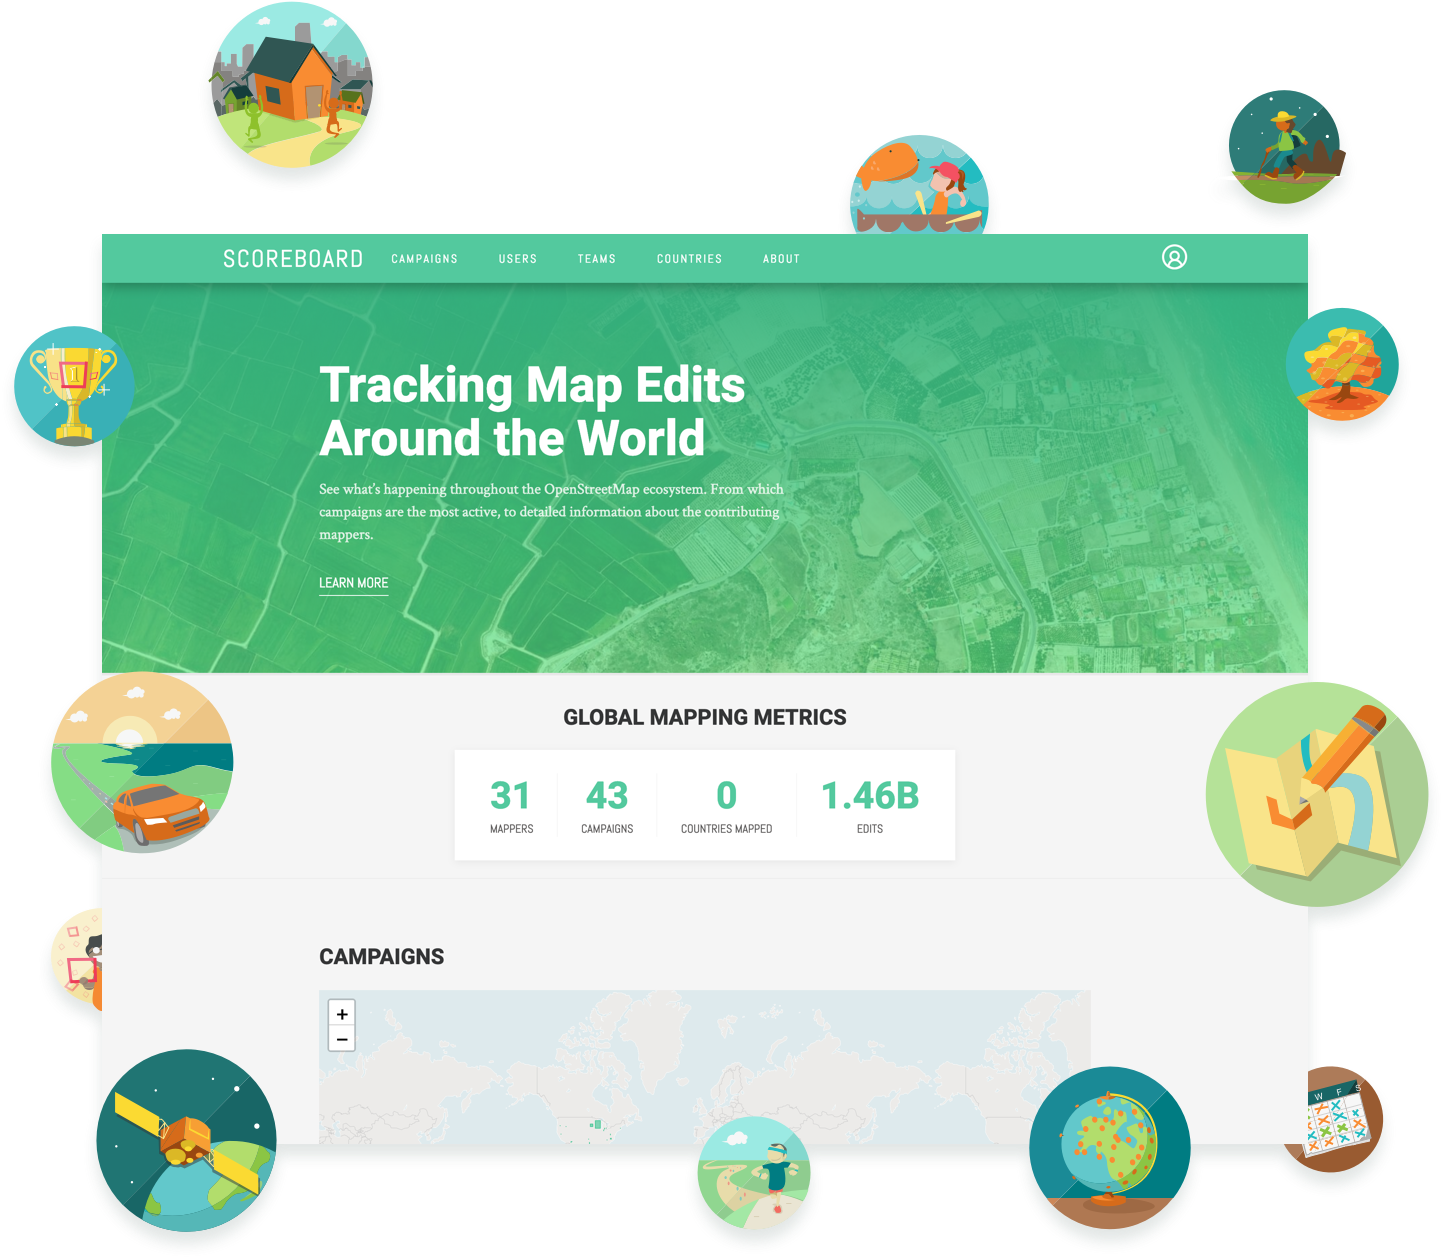 SCOREBOARD CAMPAIGNS USERS TEAMS COUNTRIES ABOUT
1
Tracking Map Edits
Around the World
See what's happening throughout the OpenStreetMap ecosystem. From which
campaigns are the most active, to detailed information about the contributing
mappers.
LEARN MORE
GLOBAL MAPPING METRICS
31 43 0 1.46B
MAPPERS CAMPAIGNS COUNTRIES MAPPED EDITS
CAMPAIGNS
+
−
W F S